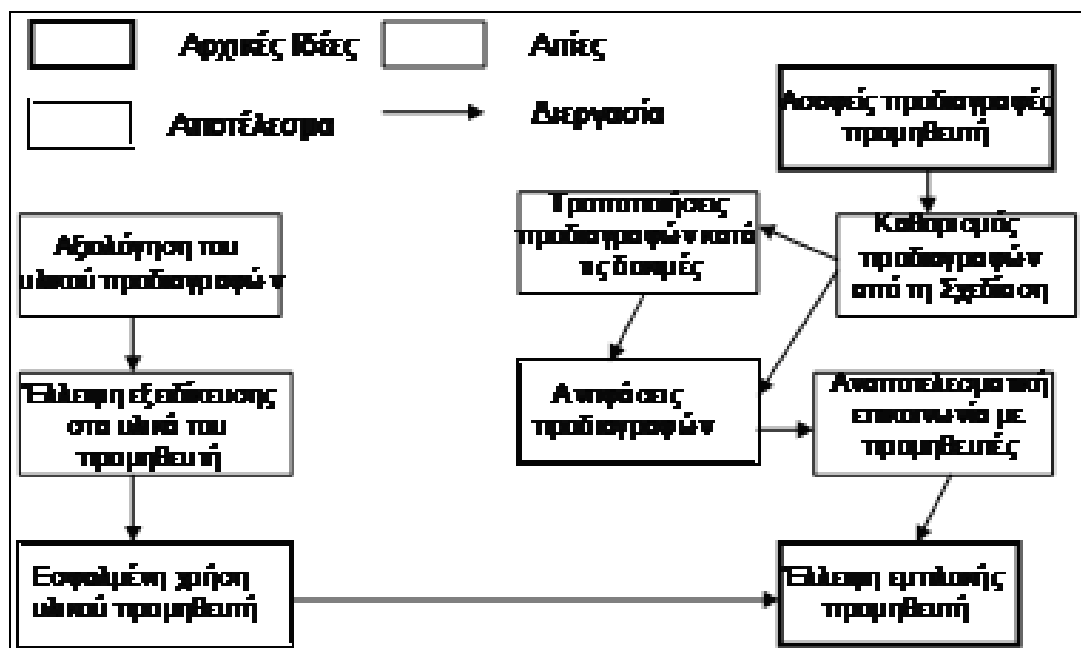 Αρχικές Ιδέες
Αιτίες
Αποτέλεσμα
Διεργασία
Ασαφείς προδιαγραφές
προμηθευτή
Τροποποιήσεις
προδιαγραφών κατά
τις δοκιμές
Καθορισμός
προδιαγραφών
από τη Σχεδίαση
Αξιολόγηση του
υλικού προδιαγραφών
Έλλειψη εξειδίκευσης
στα υλικά του
προμηθευτή
Αντιφάσεις
προδιαγραφών
Αναποτελεσματική
επικοινωνία με
προμηθευτές
Εσφαλμένη χρήση
υλικού προμηθευτή
Έλλειψη εμπλοκής
προμηθευτή